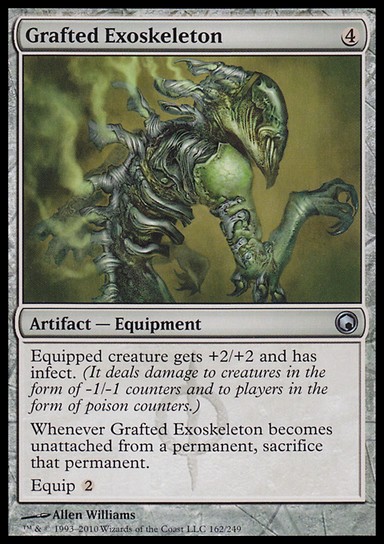 Grafted Exoskeleton 4
Artifact — Equipment
Equipped creature gets +2/+2 and has
infect. (It deals damage to creatures in the
form of -1/-1 counters and to players in the
form of poison counters.)
Whenever Grafted Exoskeleton becomes
unattached from a permanent, sacrifice
that permanent.
Equip 2
Allen Williams
™ & © 1993–2010 Wizards of the Coast LLC 162/249